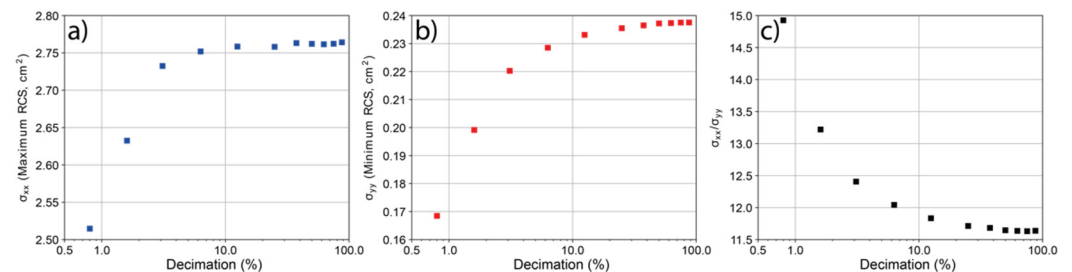 a)
σxx (Maximum RCS, cm²)
2.80
2.75
2.70
2.65
2.60
2.55
2.50
0.5 1.0 10.0 100.0
Decimation (%)
b)
σyy (Minimum RCS, cm²)
0.24
0.23
0.22
0.21
0.20
0.19
0.18
0.17
0.16
0.5 1.0 10.0 100.0
Decimation (%)
c)
σxx/σyy
15.0
14.5
14.0
13.5
13.0
12.5
12.0
11.5
0.5 1.0 10.0 100.0
Decimation (%)